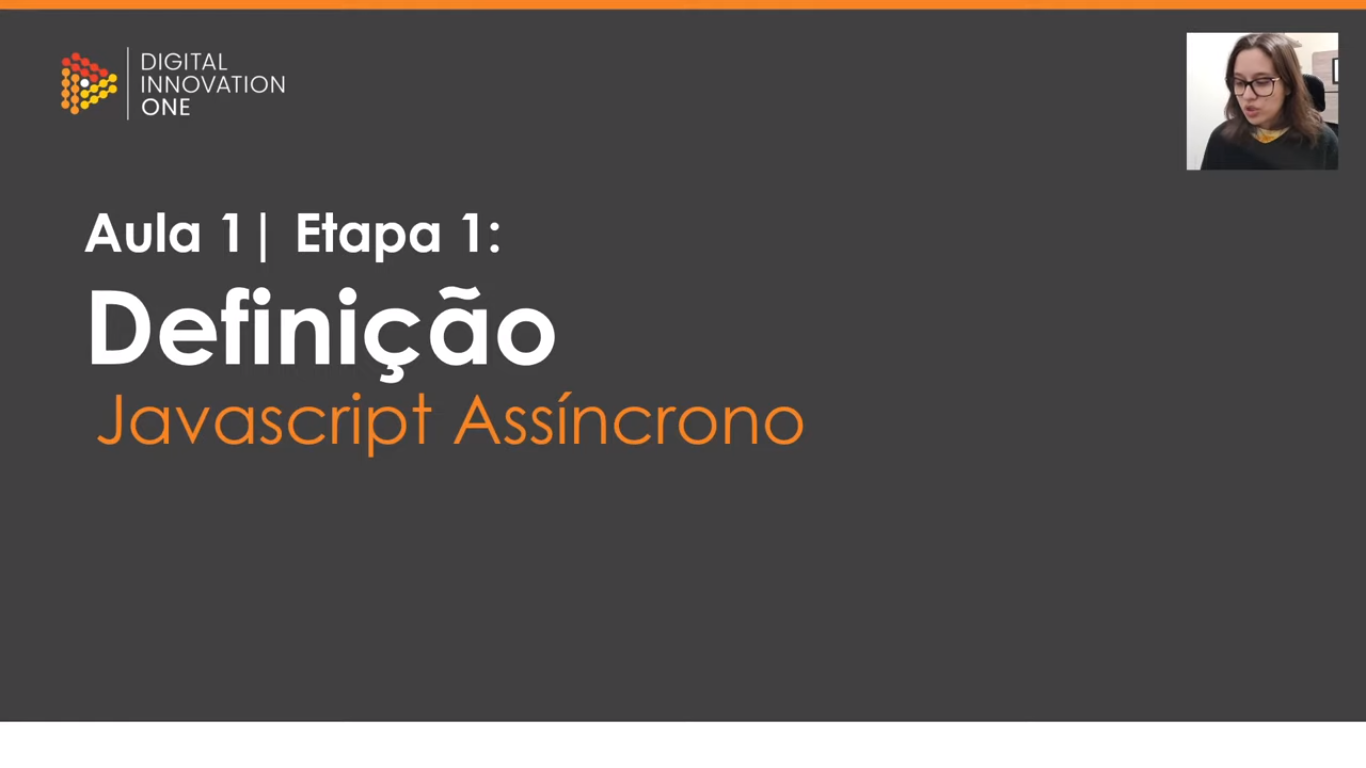 DIGITAL
INNOVATION
ONE
Aula 1| Etapa 1:
Definição
Javascript Assíncrono